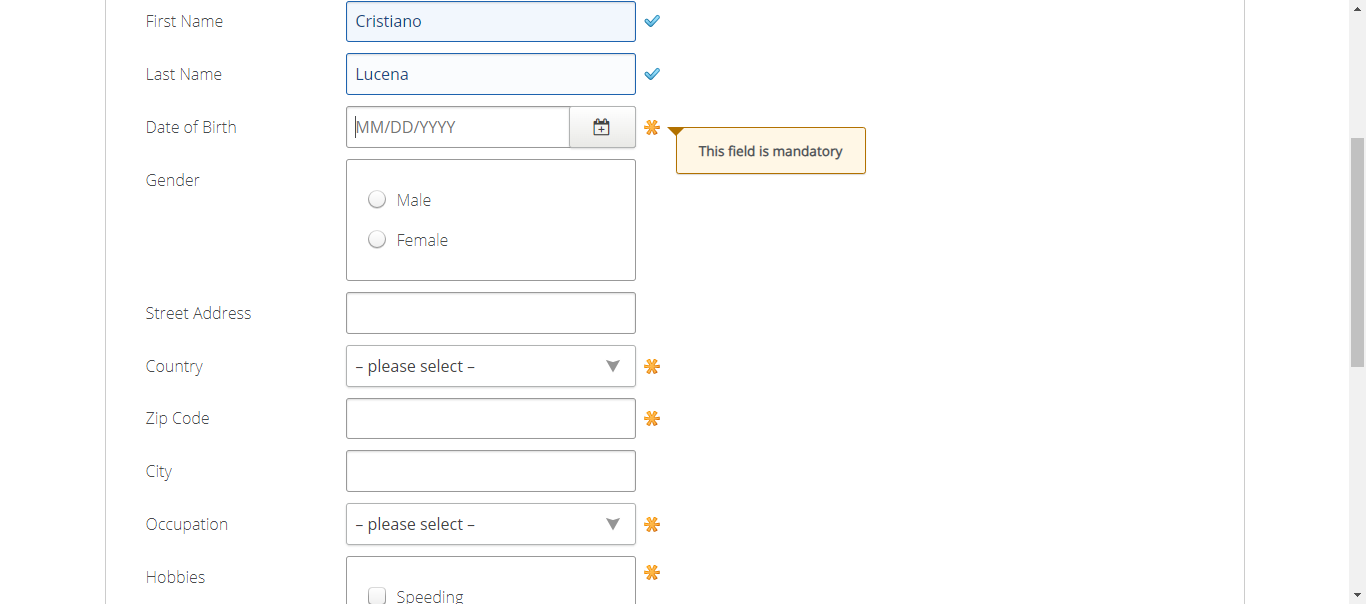 First Name Cristiano
Last Name Lucena
Date of Birth MM/DD/YYYY
This field is mandatory
Gender
Male
Female
Street Address
Country – please select –
Zip Code
City
Occupation – please select –
Hobbies
Speeding